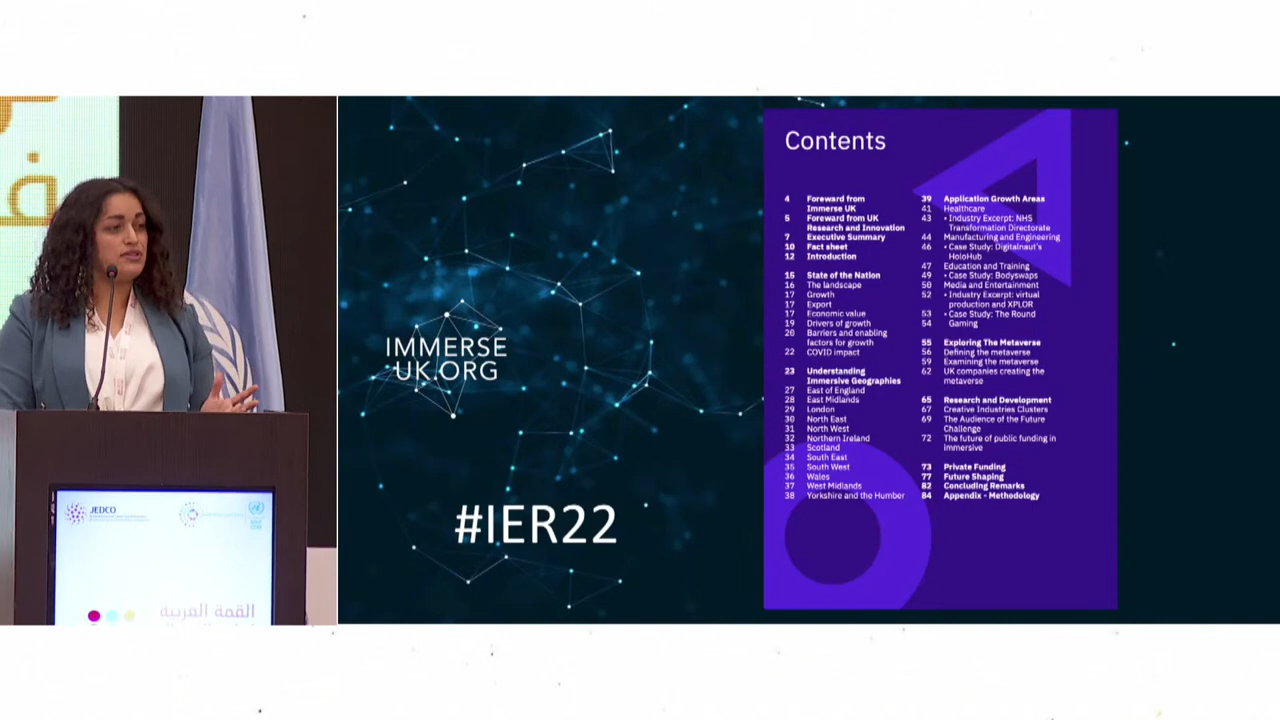 JEDCO
القمة العربية
IMMERSE
UK.ORG
#IER22
Contents
4 Foreward from
Immerse UK
5 Foreward from UK
Research and Innovation
7 Executive Summary
10 Fact sheet
12 Introduction
15 State of the Nation
16 The landscape
17 Growth
17 Export
17 Economic value
19 Drivers of growth
20 Barriers and enabling
factors for growth
22 COVID impact
23 Understanding
Immersive Geographies
27 East of England
28 East Midlands
29 London
30 North East
31 North West
32 Northern Ireland
33 Scotland
34 South East
35 South West
36 Wales
37 West Midlands
38 Yorkshire and the Humber
39 Application Growth Areas
41 Healthcare
43 • Industry Excerpt: NHS
Transformation Directorate
44 Manufacturing and Engineering
46 • Case Study: Digitalnaut's
HoloHub
47 Education and Training
49 • Case Study: Bodyswaps
50 Media and Entertainment
52 • Industry Excerpt: virtual
production and XPLOR
53 • Case Study: The Round
54 Gaming
55 Exploring The Metaverse
56 Defining the metaverse
59 Examining the metaverse
62 UK companies creating the
metaverse
65 Research and Development
67 Creative Industries Clusters
69 The Audience of the Future
Challenge
72 The future of public funding in
immersive
73 Private Funding
77 Future Shaping
82 Concluding Remarks
84 Appendix - Methodology